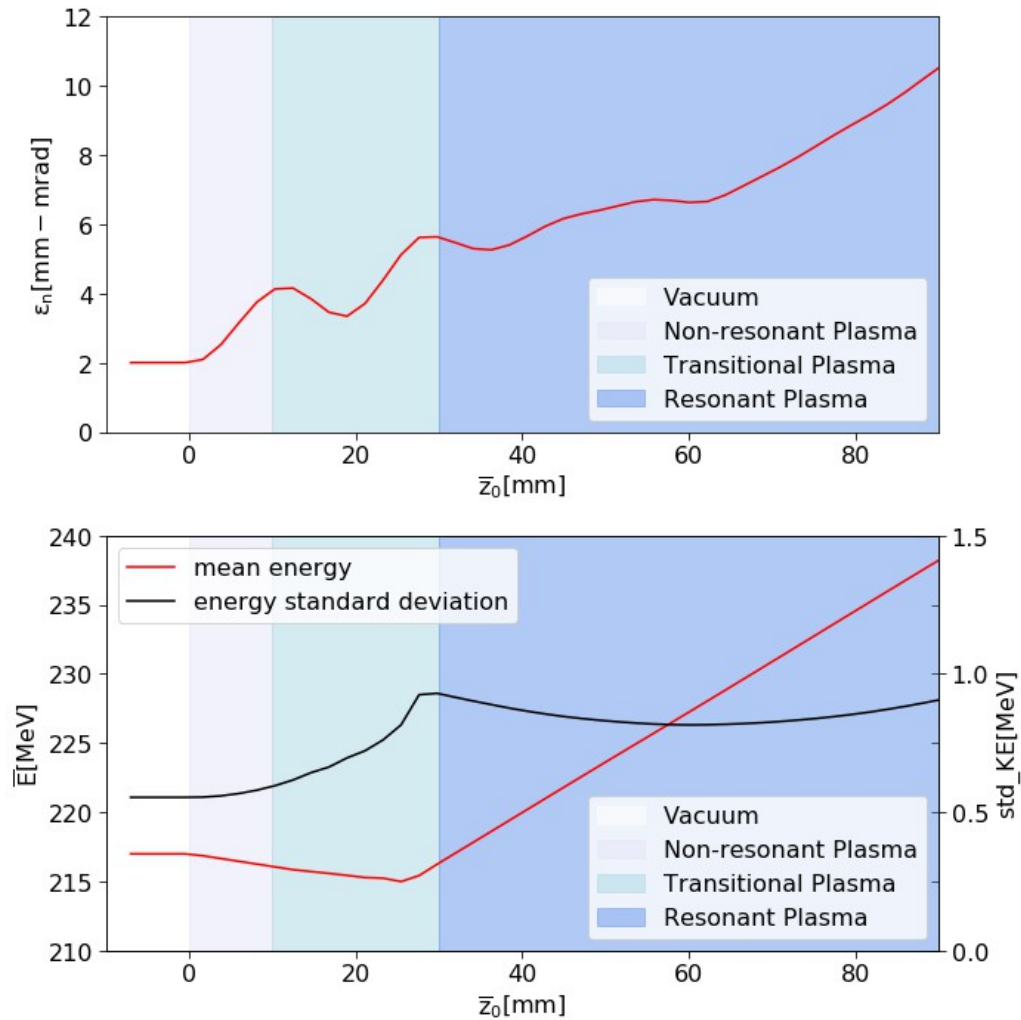 12
10
8
6
4
2
0
εn[mm − mrad]
Vacuum
Non-resonant Plasma
Transitional Plasma
Resonant Plasma
0 20 40 60 80
z̅0[mm]
240
235
230
225
220
215
210
E̅[MeV]
mean energy
energy standard deviation
1.5
1.0
0.5
0.0
std_KE[MeV]
Vacuum
Non-resonant Plasma
Transitional Plasma
Resonant Plasma
0 20 40 60 80
z̅0[mm]